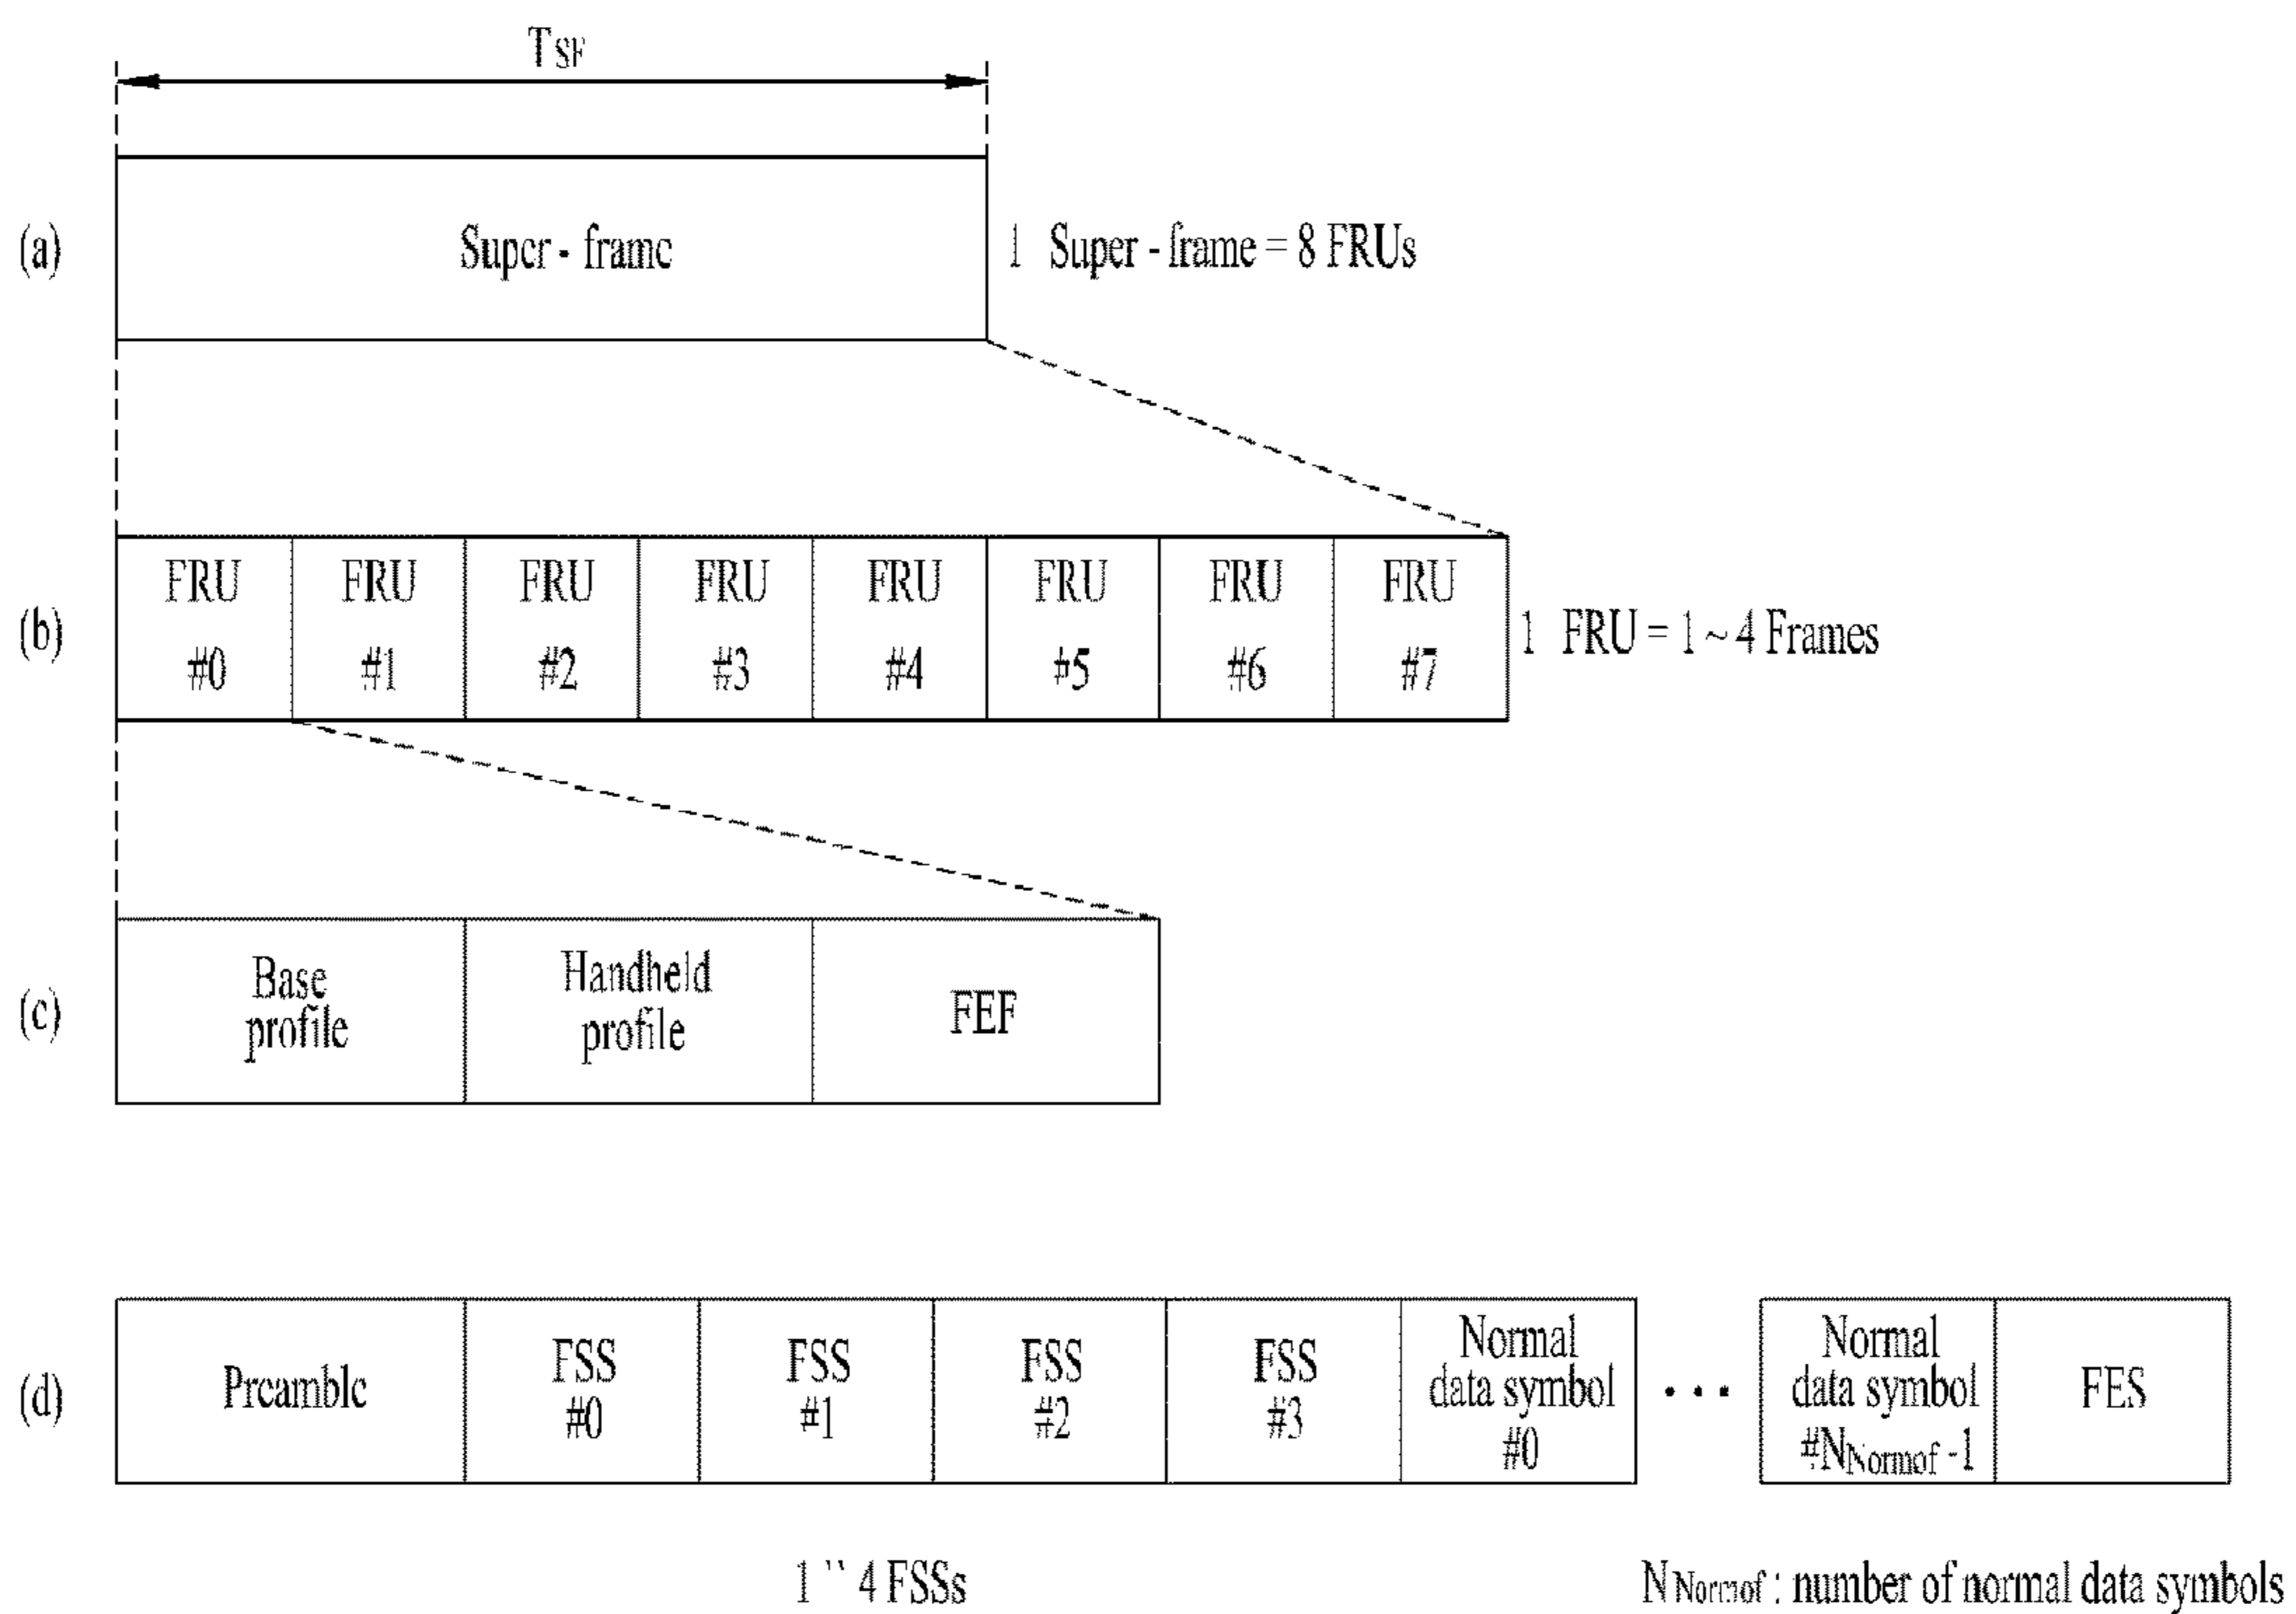 TSF
(a)
Super - frame
1 Super - frame = 8 FRUs
(b)
FRU #0
FRU #1
FRU #2
FRU #3
FRU #4
FRU #5
FRU #6
FRU #7
1 FRU = 1 ~ 4 Frames
(c)
Base
profile
Handheld
profile
FEF
(d)
Preamble
FSS
#0
FSS
#1
FSS
#2
FSS
#3
Normal
data symbol
#0
...
Normal
data symbol
#NNormof -1
FES
1 ~ 4 FSSs
NNormof : number of normal data symbols